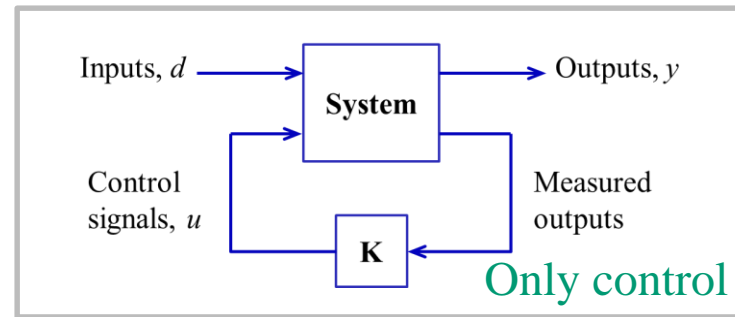 Inputs, d
Outputs, y
System
Control
signals, u
Measured
outputs
K
Only control